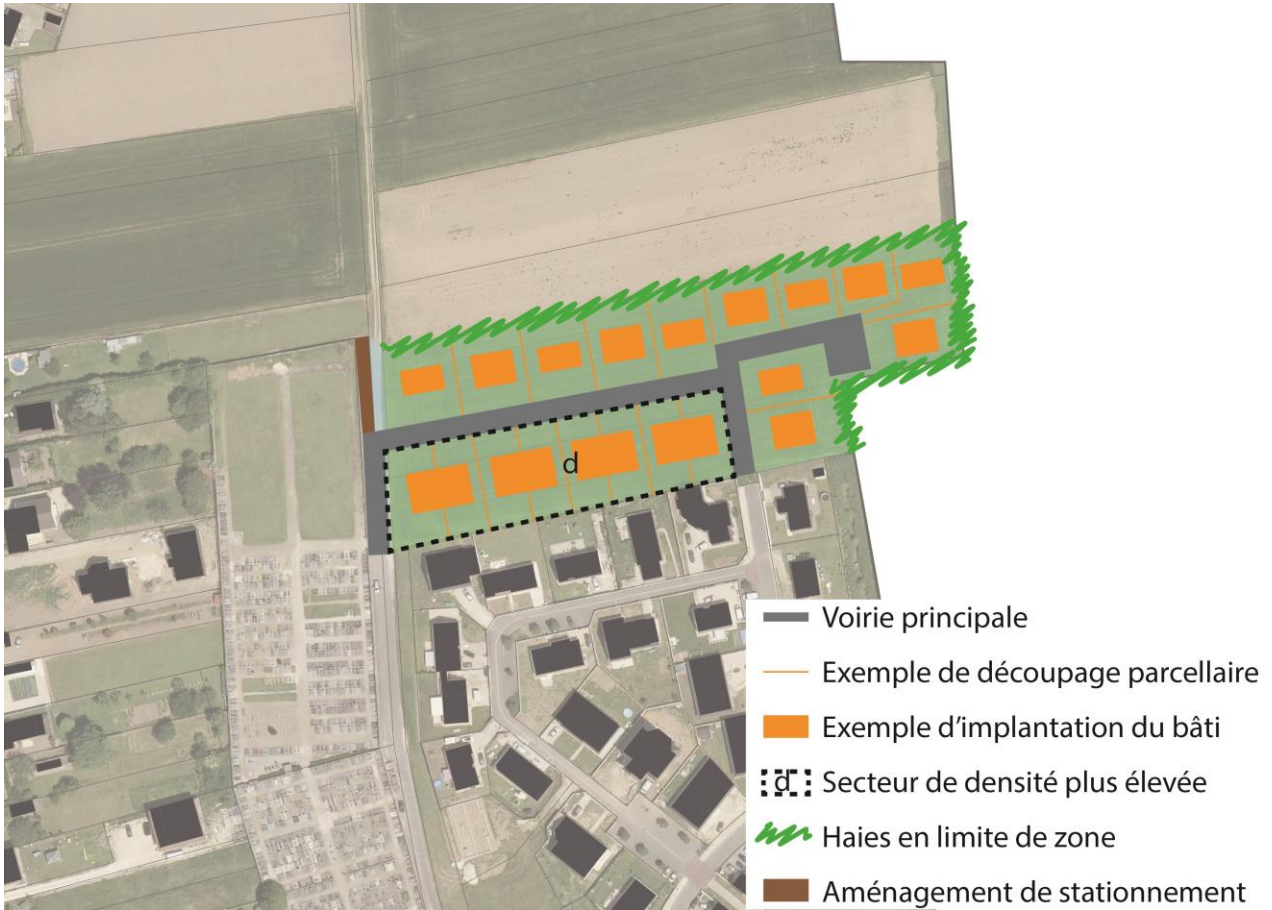 d
Voirie principale
Exemple de découpage parcellaire
Exemple d'implantation du bâti
d Secteur de densité plus élevée
Haies en limite de zone
Aménagement de stationnement